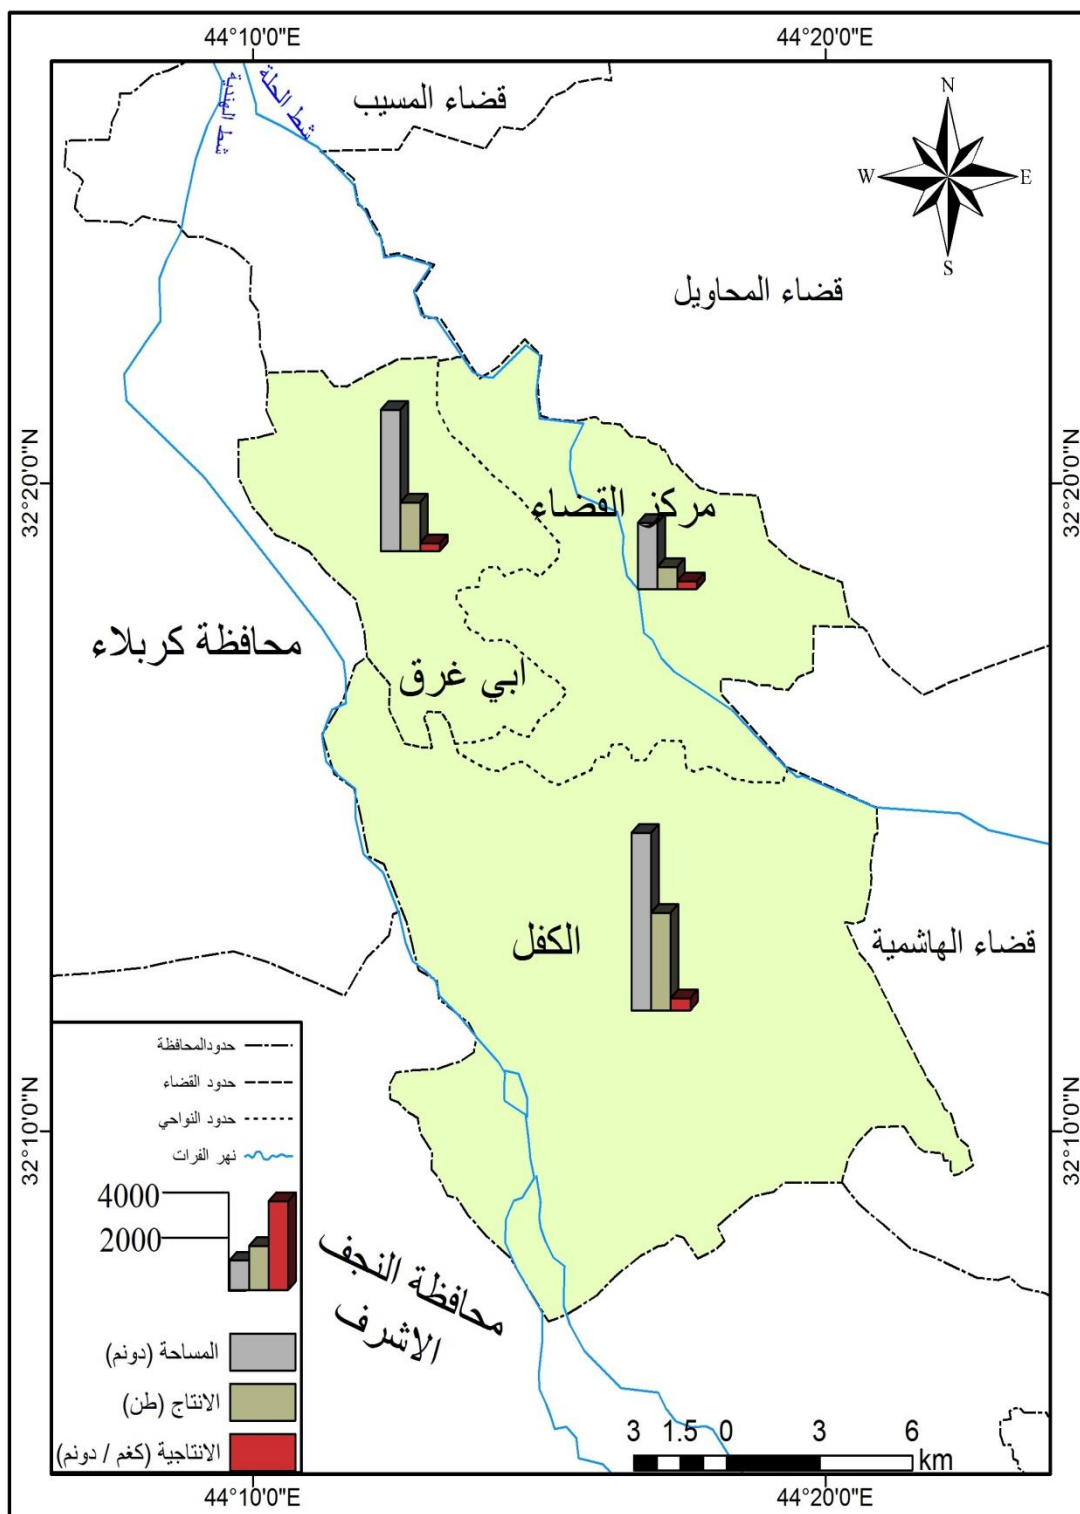 44°10'0"E
44°20'0"E
شط الهندية
شط الحلة
قضاء المسيب
N
W
E
S
قضاء المحاويل
32°20'0"N
32°20'0"N
مركز القضاء
محافظة كربلاء
ابي غرق
الكفل
قضاء الهاشمية
حدودالمحافظة
حدود القضاء
حدود النواحي
نهر الفرات
32°10'0"N
32°10'0"N
4000
2000
محافظة النجف
الاشرف
المساحة (دونم)
الانتاج (طن)
الانتاجية (كغم / دونم)
3 1.5 0 3 6
km
44°10'0"E
44°20'0"E